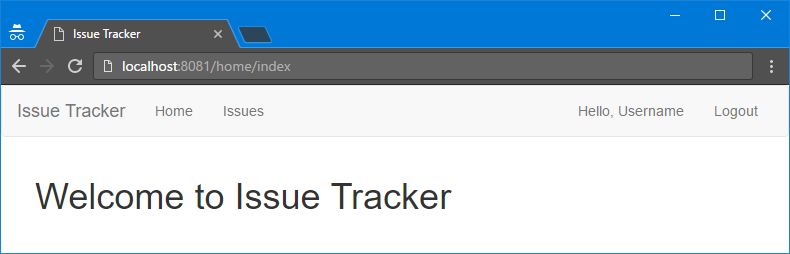 Issue Tracker
localhost:8081/home/index
Issue Tracker Home Issues Hello, Username Logout
Welcome to Issue Tracker